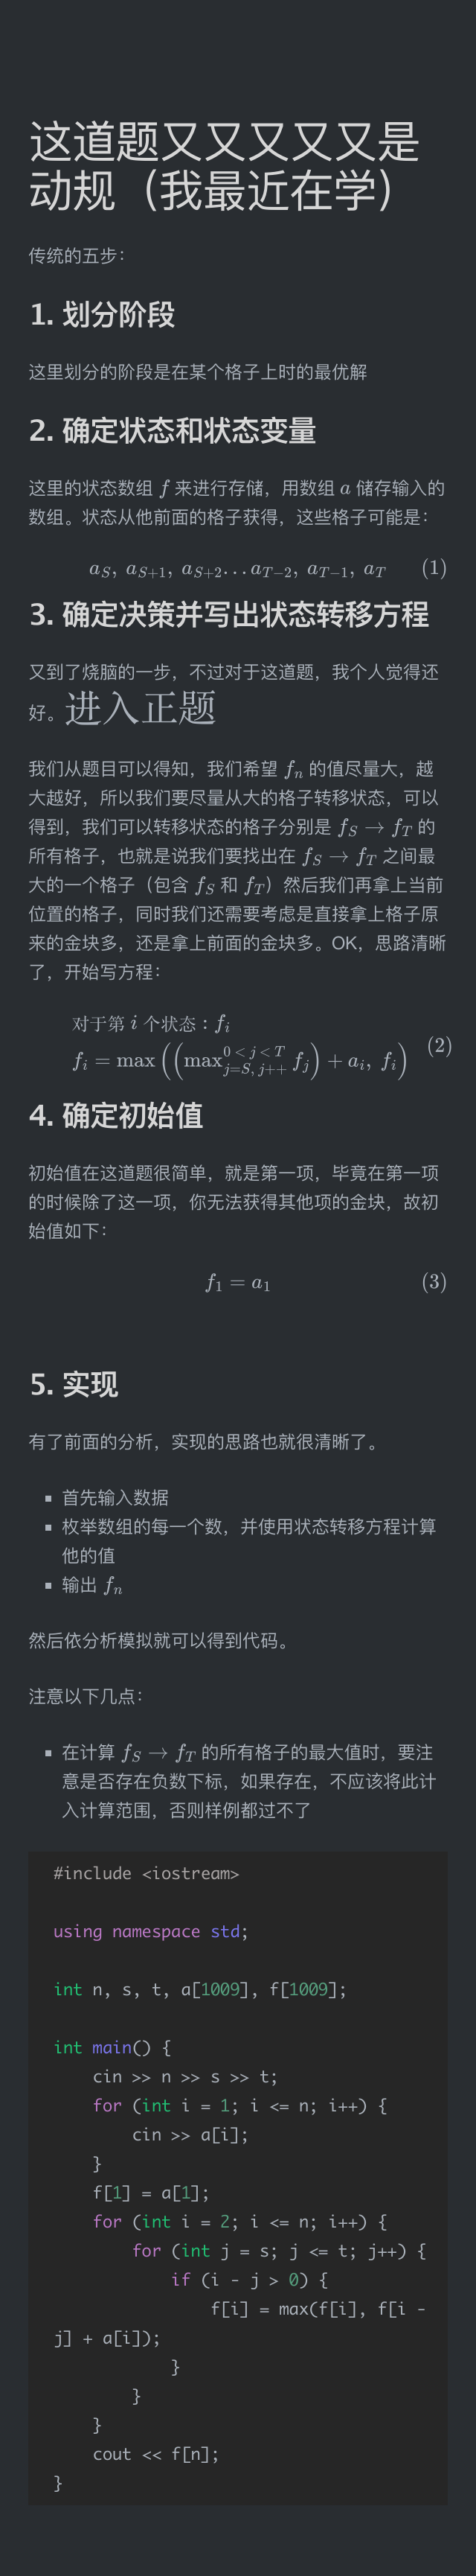 这道题又又又又又是
动规（我最近在学）
传统的五步：
1. 划分阶段
这里划分的阶段是在某个格子上时的最优解
2. 确定状态和状态变量
这里的状态数组 f 来进行存储，用数组 a 储存输入的
数组。状态从他前面的格子获得，这些格子可能是：
a_S, a_{S+1}, a_{S+2}…a_{T−2}, a_{T−1}, a_T (1)
3. 确定决策并写出状态转移方程
又到了烧脑的一步，不过对于这道题，我个人觉得还
好。进入正题
我们从题目可以得知，我们希望 f_n 的值尽量大，越
大越好，所以我们要尽量从大的格子转移状态，可以
得到，我们可以转移状态的格子分别是 f_S → f_T 的
所有格子，也就是说我们要找出在 f_S → f_T 之间最
大的一个格子（包含 f_S 和 f_T）然后我们再拿上当前
位置的格子，同时我们还需要考虑是直接拿上格子原
来的金块多，还是拿上前面的金块多。OK，思路清晰
了，开始写方程：
对于第 i 个状态 : f_i
f_i = max((max_{j=S, j++}^{0<j<T} f_j) + a_i, f_i) (2)
4. 确定初始值
初始值在这道题很简单，就是第一项，毕竟在第一项
的时候除了这一项，你无法获得其他项的金块，故初
始值如下：
f_1 = a_1 (3)
5. 实现
有了前面的分析，实现的思路也就很清晰了。
▪ 首先输入数据
▪ 枚举数组的每一个数，并使用状态转移方程计算
他的值
▪ 输出 f_n
然后依分析模拟就可以得到代码。
注意以下几点：
▪ 在计算 f_S → f_T 的所有格子的最大值时，要注
意是否存在负数下标，如果存在，不应该将此计
入计算范围，否则样例都过不了
#include <iostream>
using namespace std;
int n, s, t, a[1009], f[1009];
int main() {
    cin >> n >> s >> t;
    for (int i = 1; i <= n; i++) {
        cin >> a[i];
    }
    f[1] = a[1];
    for (int i = 2; i <= n; i++) {
        for (int j = s; j <= t; j++) {
            if (i - j > 0) {
                f[i] = max(f[i], f[i -
j] + a[i]);
            }
        }
    }
    cout << f[n];
}